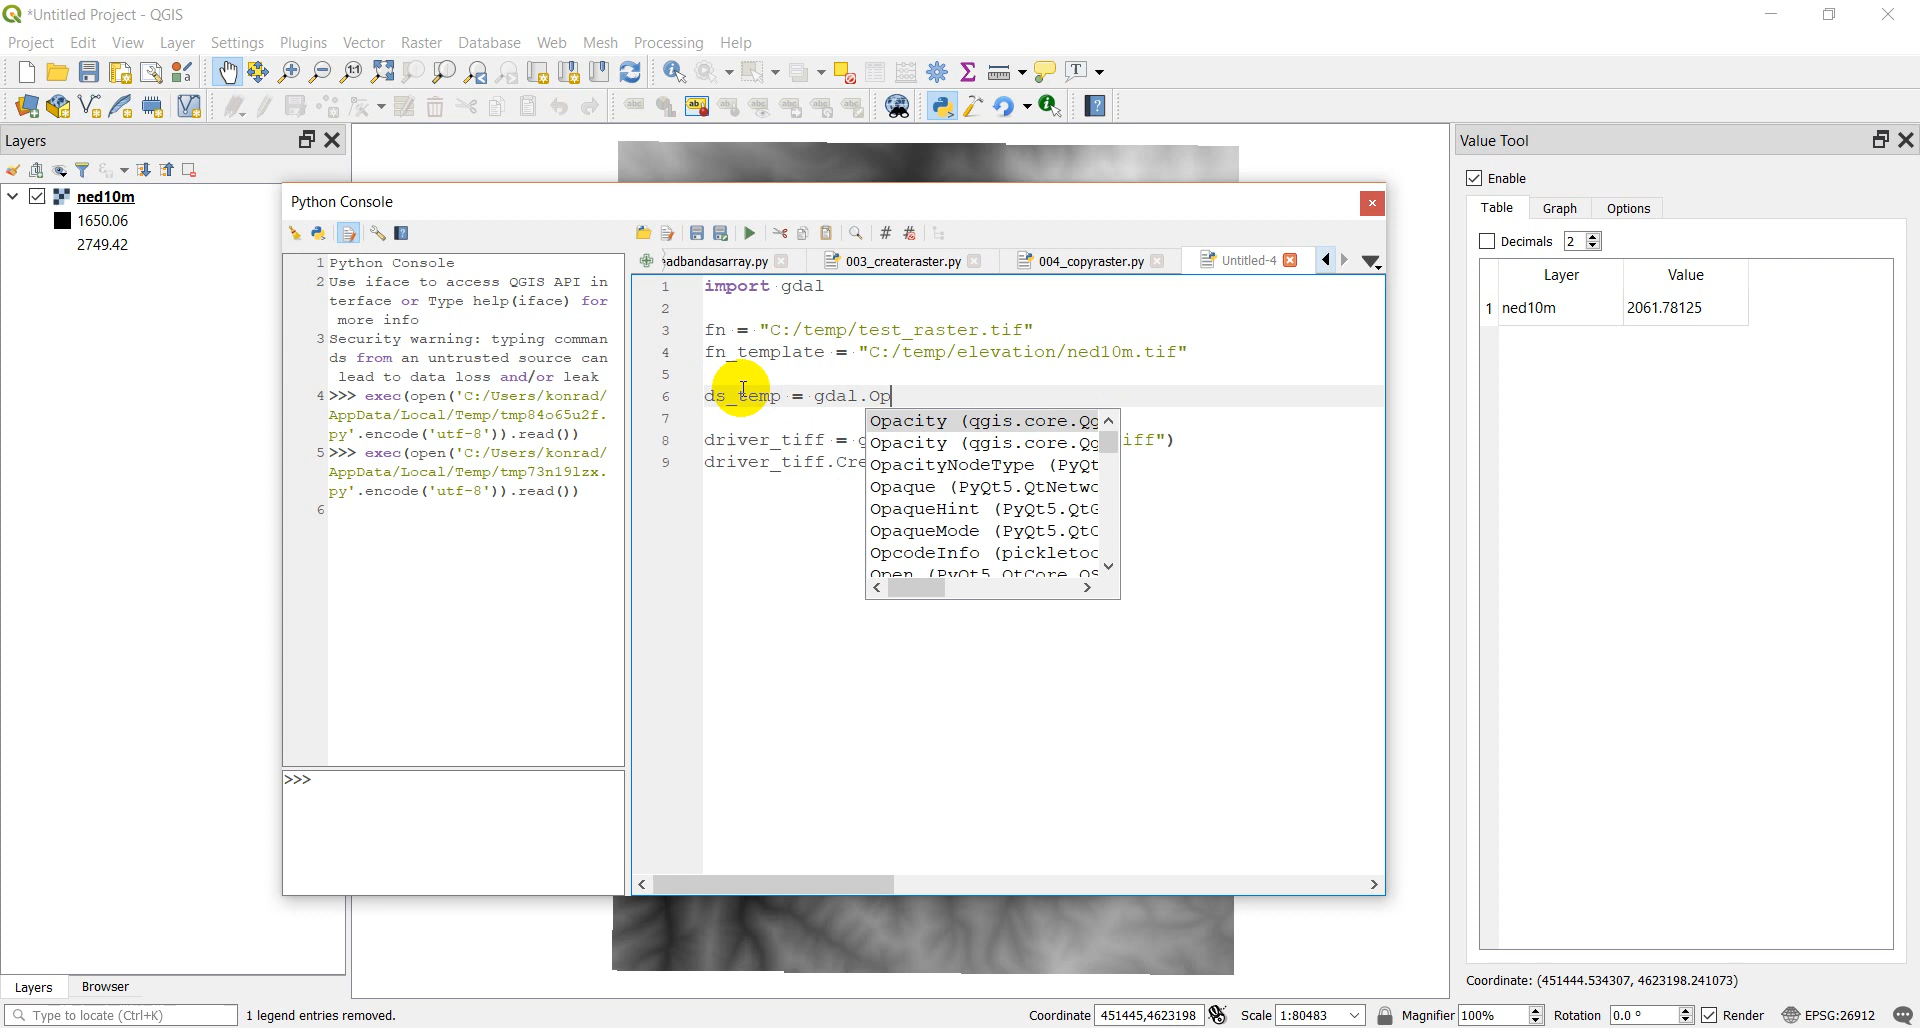 *Untitled Project - QGIS
Project Edit View Layer Settings Plugins Vector Raster Database Web Mesh Processing Help
Layers
ned10m
1650.06
2749.42
Layers Browser
Python Console
1 Python Console
2 Use iface to access QGIS API in
terface or Type help(iface) for
more info
3 Security warning: typing comman
ds from an untrusted source can
lead to data loss and/or leak
4 >>> exec(open('C:/Users/konrad/
AppData/Local/Temp/tmp84o65u2f.
py'.encode('utf-8')).read())
5 >>> exec(open('C:/Users/konrad/
AppData/Local/Temp/tmp73n19lzx.
py'.encode('utf-8')).read())
6
>>>
adbandasarray.py 003_createraster.py 004_copyraster.py Untitled-4
1 import gdal
2
3 fn = "C:/temp/test_raster.tif"
4 fn_template = "C:/temp/elevation/ned10m.tif"
5
6 ds_temp = gdal.Op
7
8 driver_tiff = iff")
9 driver_tiff.Cre
Opacity (qgis.core.Qg
Opacity (qgis.core.Qg
OpacityNodeType (PyQt
Opaque (PyQt5.QtNetwo
OpaqueHint (PyQt5.QtG
OpaqueMode (PyQt5.Qt
OpcodeInfo (pickletoo
Open (PyQt5.QtCore.QS
Value Tool
Enable
Table Graph Options
Decimals 2
Layer Value
1 ned10m 2061.78125
Coordinate: (451444.534307, 4623198.241073)
Type to locate (Ctrl+K) 1 legend entries removed. Coordinate 451445,4623198 Scale 1:80483 Magnifier 100% Rotation 0.0 ° Render EPSG:26912